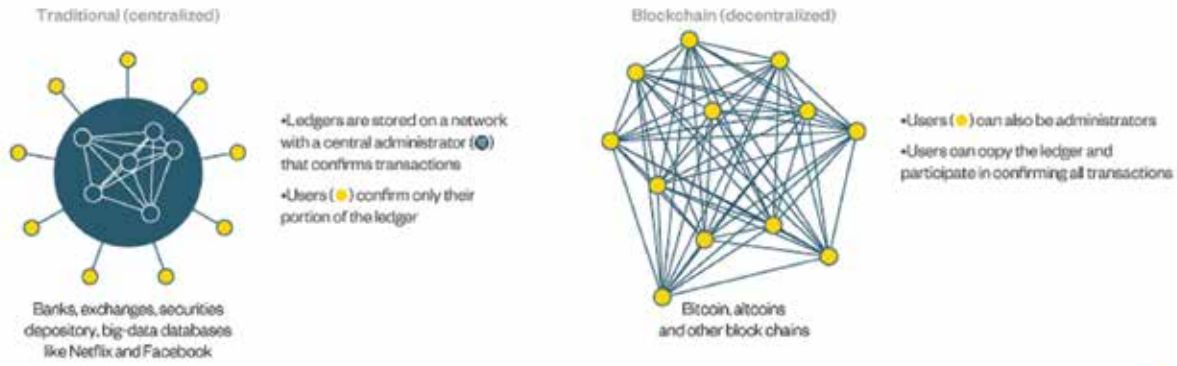 Traditional (centralized)
•Ledgers are stored on a network
with a central administrator ( )
that confirms transactions
•Users ( ) confirm only their
portion of the ledger
Banks, exchanges, securities
depository, big-data databases
like Netflix and Facebook
Blockchain (decentralized)
•Users ( ) can also be administrators
•Users can copy the ledger and
participate in confirming all transactions
Bitcoin, altcoins
and other block chains